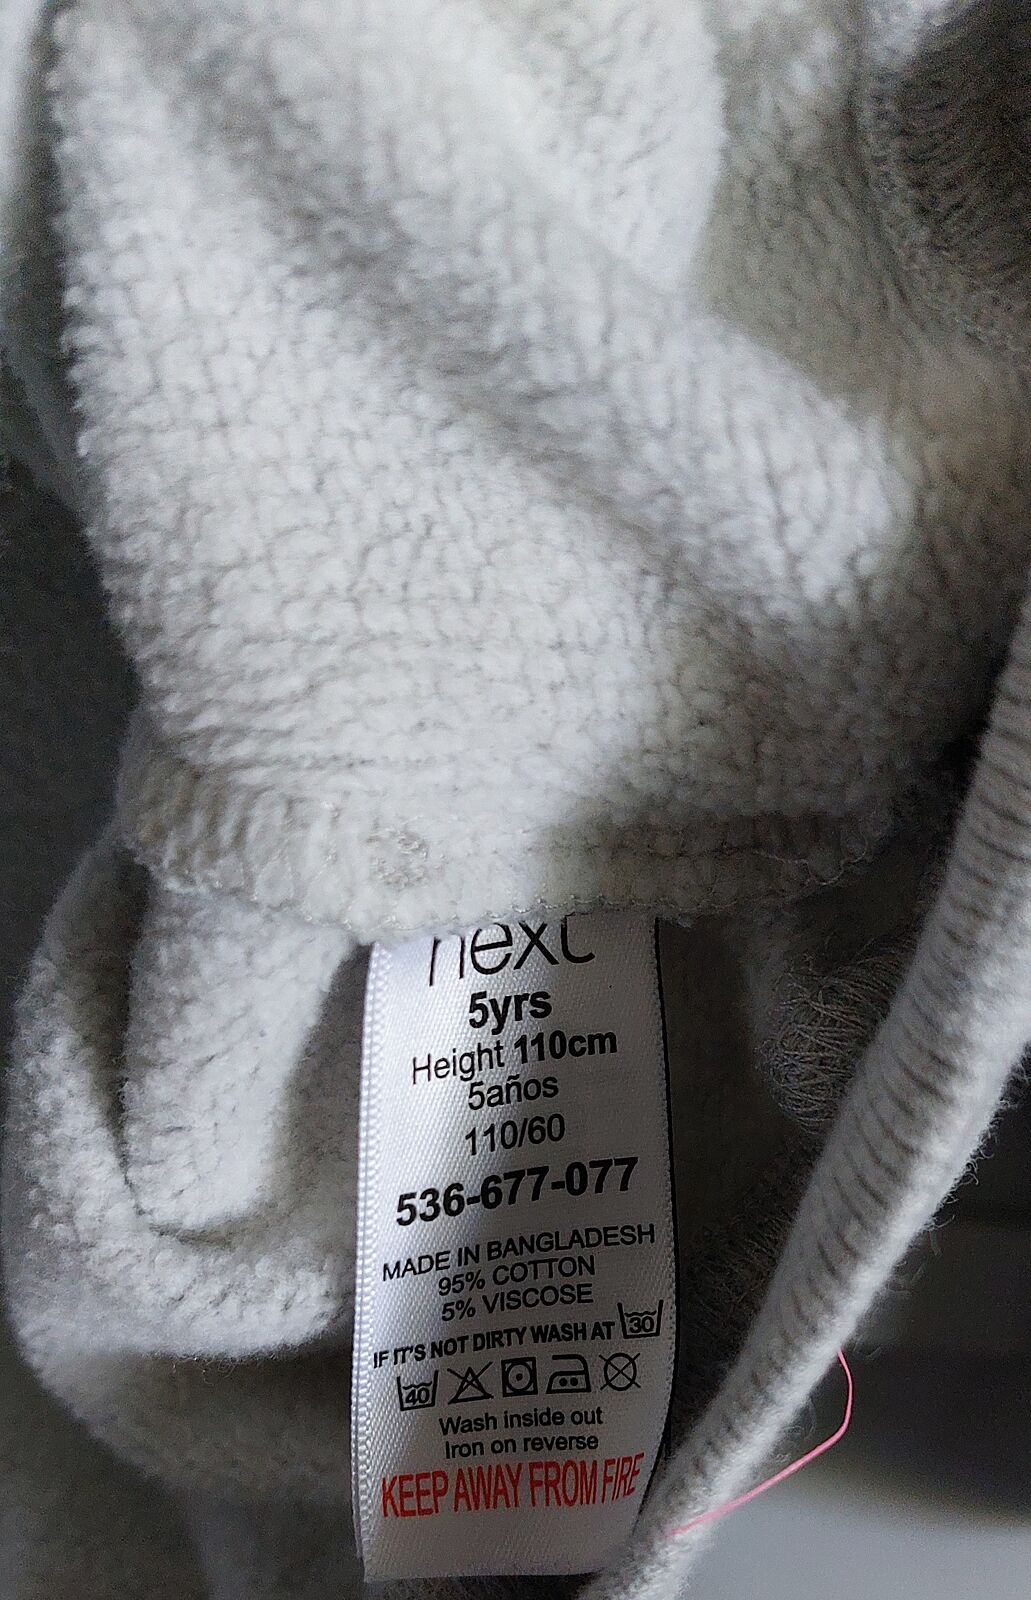 next
5yrs
Height 110cm
5años
110/60
536-677-077
MADE IN BANGLADESH
95% COTTON
5% VISCOSE
IF IT'S NOT DIRTY WASH AT 30
40
Wash inside out
Iron on reverse
KEEP AWAY FROM FIRE